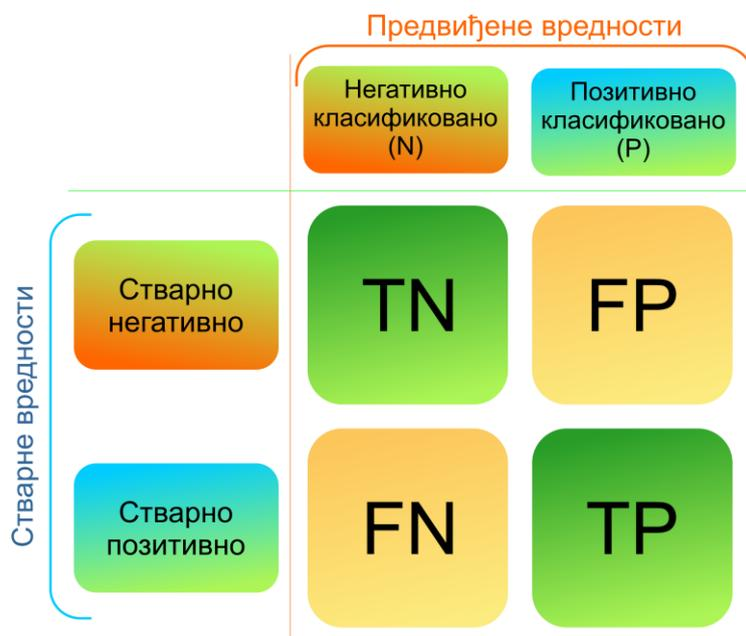 Предвиђене вредности
Негативно
класификовано
(N)
Позитивно
класификовано
(P)
Стварне вредности
Стварно
негативно
TN
FP
Стварно
позитивно
FN
TP